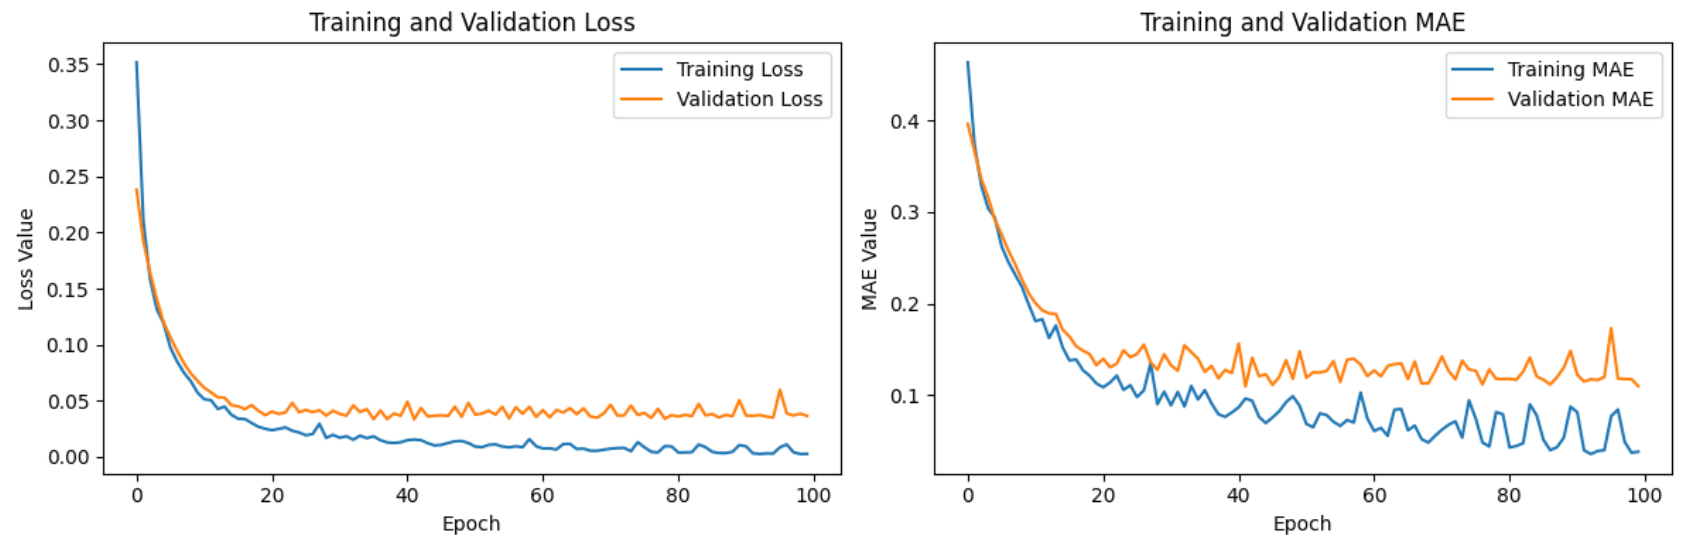 Training and Validation Loss
Training Loss
Validation Loss
Loss Value
0.35
0.30
0.25
0.20
0.15
0.10
0.05
0.00
0 20 40 60 80 100
Epoch
Training and Validation MAE
Training MAE
Validation MAE
MAE Value
0.4
0.3
0.2
0.1
0 20 40 60 80 100
Epoch